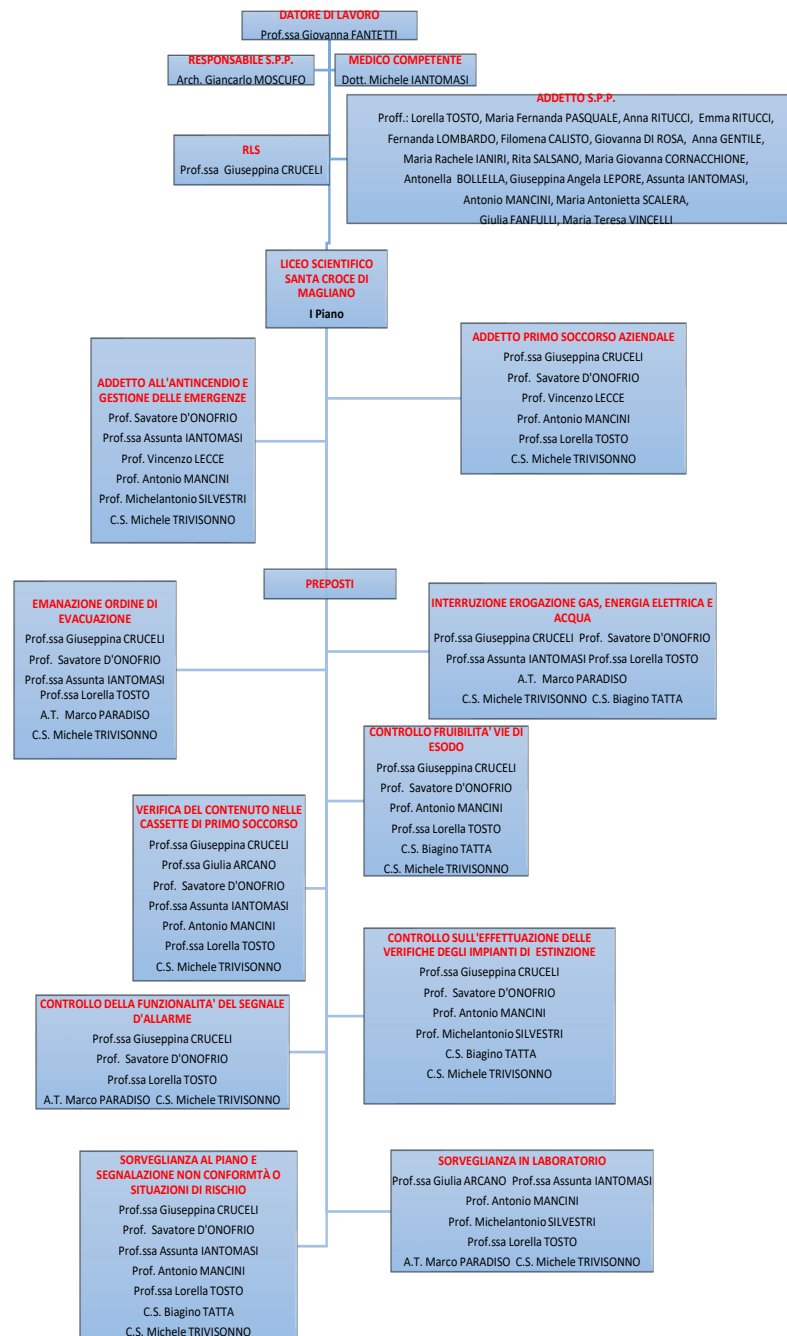 DATORE DI LAVORO
Prof.ssa Giovanna FANTETTI
RESPONSABILE S.P.P.
Arch. Giancarlo MOSCUFO
MEDICO COMPETENTE
Dott. Michele IANTOMASI
ADDETTO S.P.P.
Proff.: Lorella TOSTO, Maria Fernanda PASQUALE, Anna RITUCCI, Emma RITUCCI,
Fernanda LOMBARDO, Filomena CALISTO, Giovanna DI ROSA, Anna GENTILE,
Maria Rachele IANIRI, Rita SALSANO, Maria Giovanna CORNACCHIONE,
Antonella BOLLELLA, Giuseppina Angela LEPORE, Assunta IANTOMASI,
Antonio MANCINI, Maria Antonietta SCALERA,
Giulia FANFULLI, Maria Teresa VINCELLI
RLS
Prof.ssa Giuseppina CRUCELI
LICEO SCIENTIFICO
SANTA CROCE DI
MAGLIANO
I Piano
ADDETTO PRIMO SOCCORSO AZIENDALE
Prof.ssa Giuseppina CRUCELI
Prof. Savatore D'ONOFRIO
Prof. Vincenzo LECCE
Prof. Antonio MANCINI
Prof.ssa Lorella TOSTO
C.S. Michele TRIVISONNO
ADDETTO ALL'ANTINCENDIO E
GESTIONE DELLE EMERGENZE
Prof. Savatore D'ONOFRIO
Prof.ssa Assunta IANTOMASI
Prof. Vincenzo LECCE
Prof. Antonio MANCINI
Prof. Michelantonio SILVESTRI
C.S. Michele TRIVISONNO
PREPOSTI
EMANAZIONE ORDINE DI
EVACUAZIONE
Prof.ssa Giuseppina CRUCELI
Prof. Savatore D'ONOFRIO
Prof.ssa Assunta IANTOMASI
Prof.ssa Lorella TOSTO
A.T. Marco PARADISO
C.S. Michele TRIVISONNO
INTERRUZIONE EROGAZIONE GAS, ENERGIA ELETTRICA E
ACQUA
Prof.ssa Giuseppina CRUCELI Prof. Savatore D'ONOFRIO
Prof.ssa Assunta IANTOMASI Prof.ssa Lorella TOSTO
A.T. Marco PARADISO
C.S. Michele TRIVISONNO C.S. Biagino TATTA
CONTROLLO FRUIBILITA' VIE DI
ESODO
Prof.ssa Giuseppina CRUCELI
Prof. Savatore D'ONOFRIO
Prof. Antonio MANCINI
Prof.ssa Lorella TOSTO
C.S. Biagino TATTA
C.S. Michele TRIVISONNO
VERIFICA DEL CONTENUTO NELLE
CASSETTE DI PRIMO SOCCORSO
Prof.ssa Giuseppina CRUCELI
Prof.ssa Giulia ARCANO
Prof. Savatore D'ONOFRIO
Prof.ssa Assunta IANTOMASI
Prof. Antonio MANCINI
Prof.ssa Lorella TOSTO
C.S. Michele TRIVISONNO
CONTROLLO SULL'EFFETTUAZIONE DELLE
VERIFICHE DEGLI IMPIANTI DI ESTINZIONE
Prof.ssa Giuseppina CRUCELI
Prof. Savatore D'ONOFRIO
Prof. Antonio MANCINI
Prof. Michelantonio SILVESTRI
C.S. Biagino TATTA
C.S. Michele TRIVISONNO
CONTROLLO DELLA FUNZIONALITA' DEL SEGNALE
D'ALLARME
Prof.ssa Giuseppina CRUCELI
Prof. Savatore D'ONOFRIO
Prof.ssa Lorella TOSTO
A.T. Marco PARADISO C.S. Michele TRIVISONNO
SORVEGLIANZA AL PIANO E
SEGNALAZIONE NON CONFORMTÀ O
SITUAZIONI DI RISCHIO
Prof.ssa Giuseppina CRUCELI
Prof. Savatore D'ONOFRIO
Prof.ssa Assunta IANTOMASI
Prof. Antonio MANCINI
Prof.ssa Lorella TOSTO
C.S. Biagino TATTA
C.S. Michele TRIVISONNO
SORVEGLIANZA IN LABORATORIO
Prof.ssa Giulia ARCANO Prof.ssa Assunta IANTOMASI
Prof. Antonio MANCINI
Prof. Michelantonio SILVESTRI
Prof.ssa Lorella TOSTO
A.T. Marco PARADISO C.S. Michele TRIVISONNO